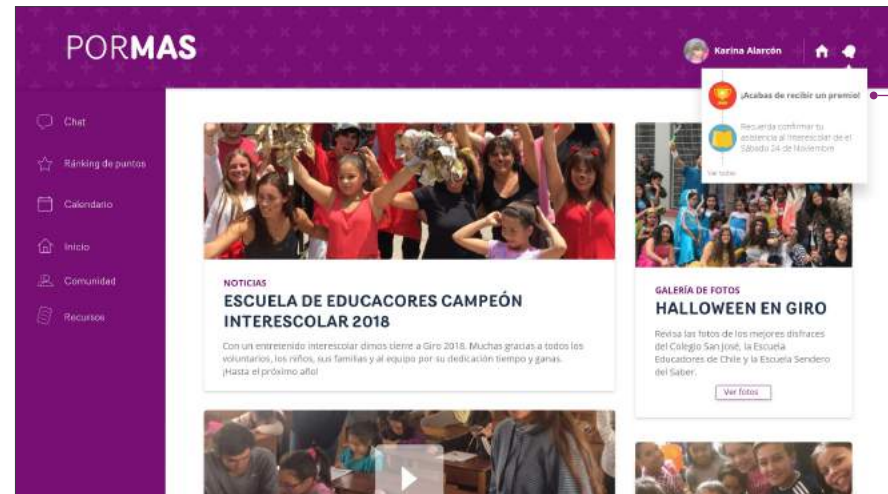 PORMAS
Karina Alarcón
¡Acabas de recibir un premio!
Recuerda confirmar tu
asistencia al Interescolar de el
Sábado 24 de Noviembre
Ver todas
Chat
Ránking de puntos
Calendario
Inicio
Comunidad
Recursos
NOTICIAS
ESCUELA DE EDUCACORES CAMPEÓN
INTERESCOLAR 2018
Con un entretenido interescolar dimos cierre a Giro 2018. Muchas gracias a todos los
voluntarios, los niños, sus familias y al equipo por su dedicación tiempo y ganas.
¡Hasta el próximo año!
GALERÍA DE FOTOS
HALLOWEEN EN GIRO
Revisa las fotos de los mejores disfraces
del Colegio San José, la Escuela
Educadores de Chile y la Escuela Sendero
del Saber.
Ver fotos